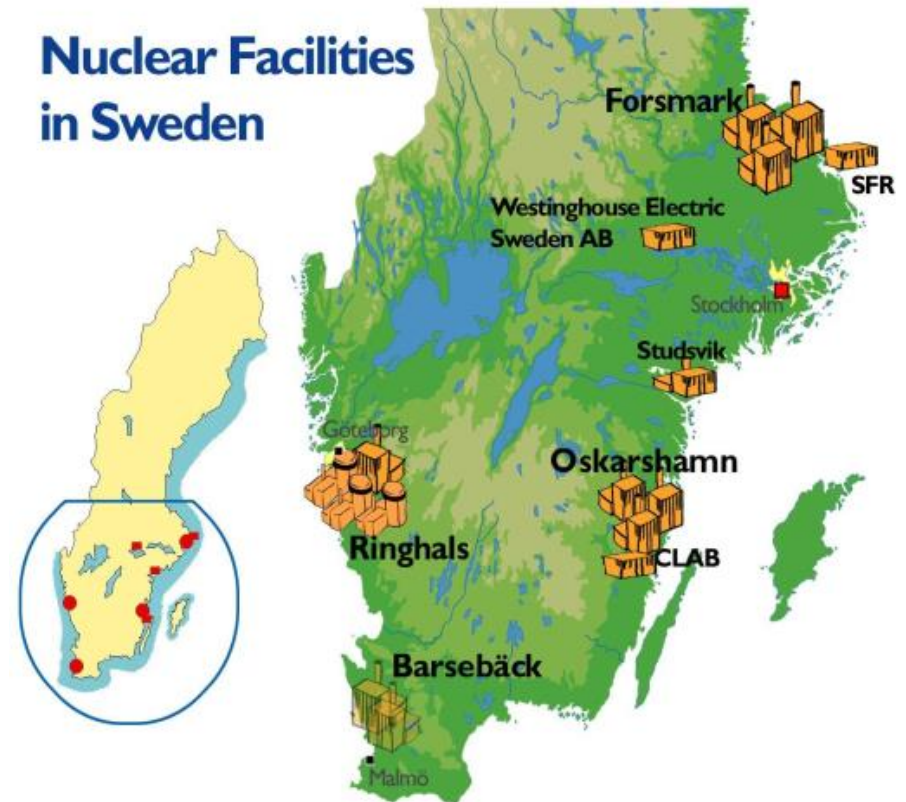 Nuclear Facilities
in Sweden
Forsmark
SFR
Westinghouse Electric
Sweden AB
Stockholm
Studsvik
Göteborg
Oskarshamn
Ringhals
CLAB
Barsebäck
Malmö